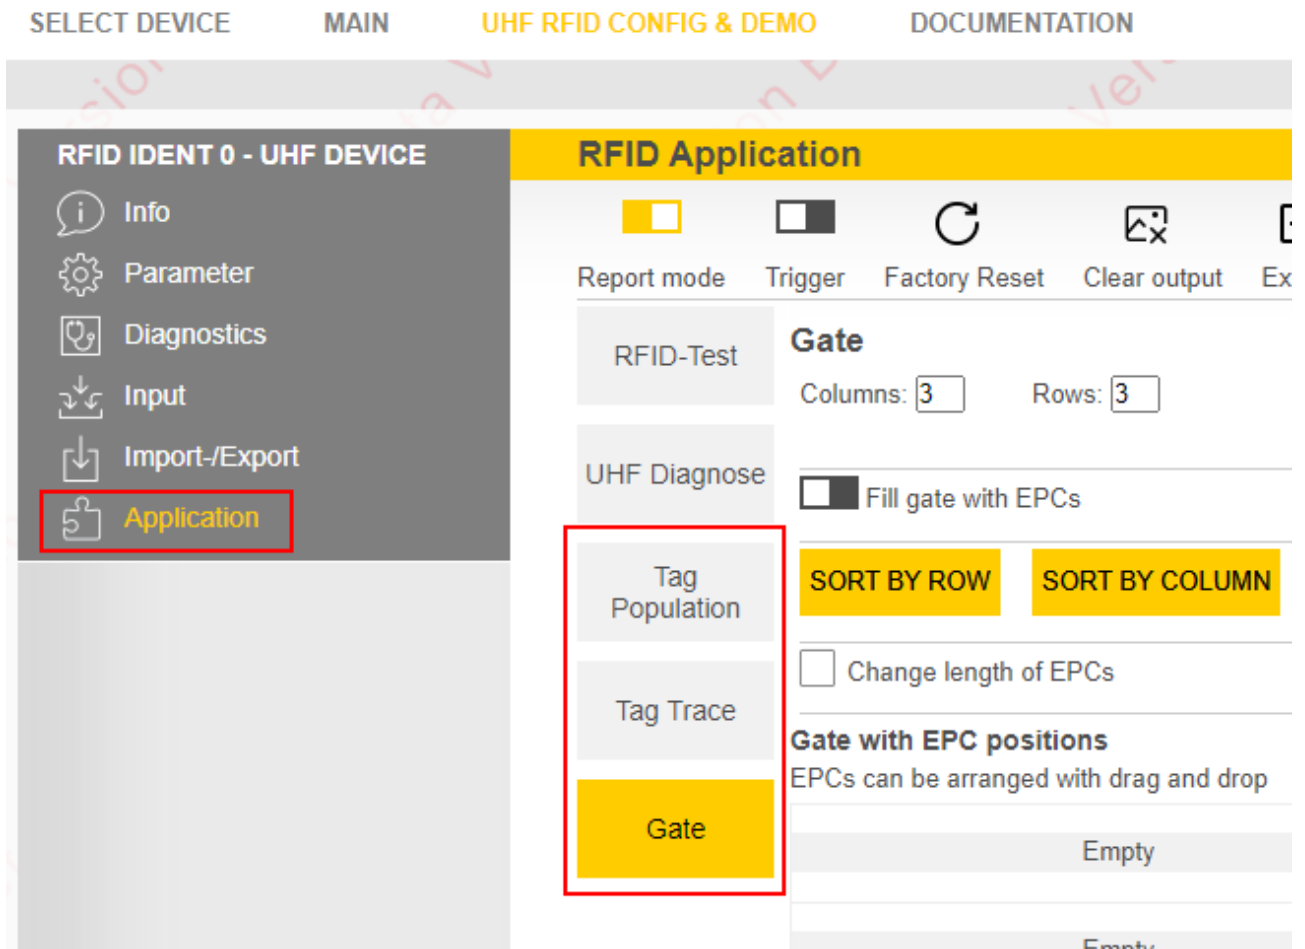 SELECT DEVICE MAIN UHF RFID CONFIG & DEMO DOCUMENTATION
RFID IDENT 0 - UHF DEVICE
Info
Parameter
Diagnostics
Input
Import-/Export
Application
RFID Application
Report mode Trigger Factory Reset Clear output Ex
RFID-Test
UHF Diagnose
Tag
Population
Tag Trace
Gate
Gate
Columns: 3 Rows: 3
Fill gate with EPCs
SORT BY ROW SORT BY COLUMN
Change length of EPCs
Gate with EPC positions
EPCs can be arranged with drag and drop
Empty
Empty